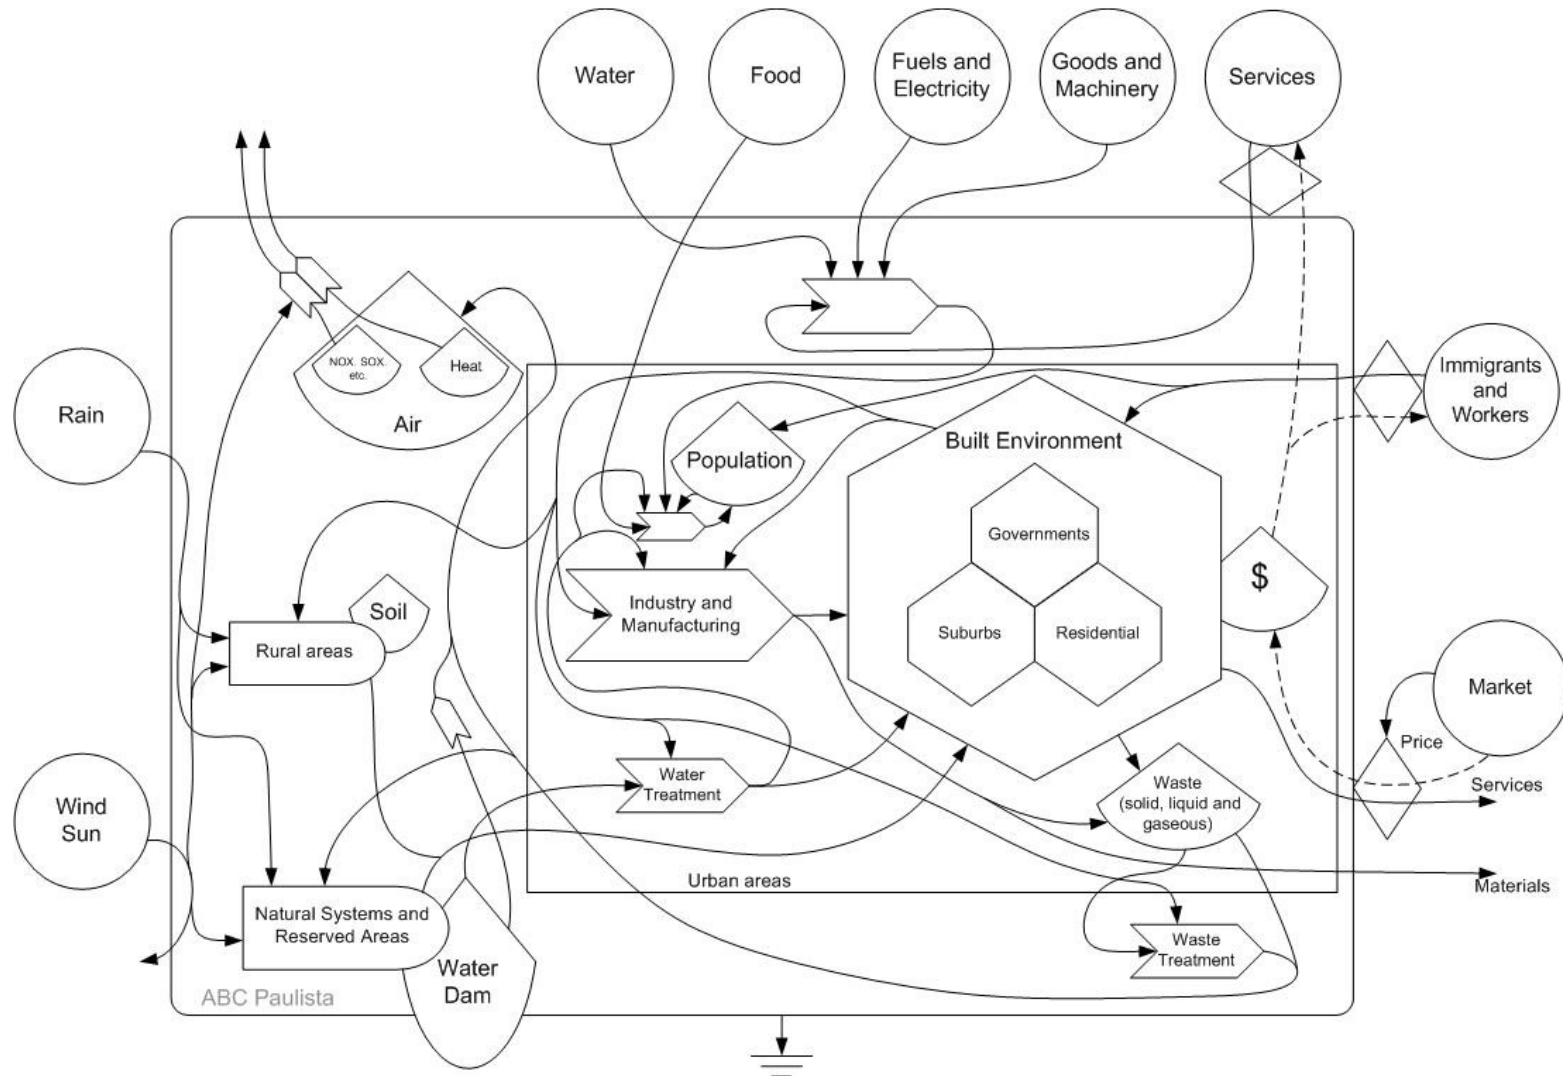 Water
Food
Fuels and
Electricity
Goods and
Machinery
Services
Rain
NOX. SOX.
etc.
Heat
Air
Immigrants
and
Workers
Population
Built Environment
Governments
Suburbs
Residential
$
Soil
Rural areas
Industry and
Manufacturing
Market
Price
Services
Wind
Sun
Water
Treatment
Waste
(solid, liquid and
gaseous)
Urban areas
Materials
Natural Systems and
Reserved Areas
Water
Dam
Waste
Treatment
ABC Paulista